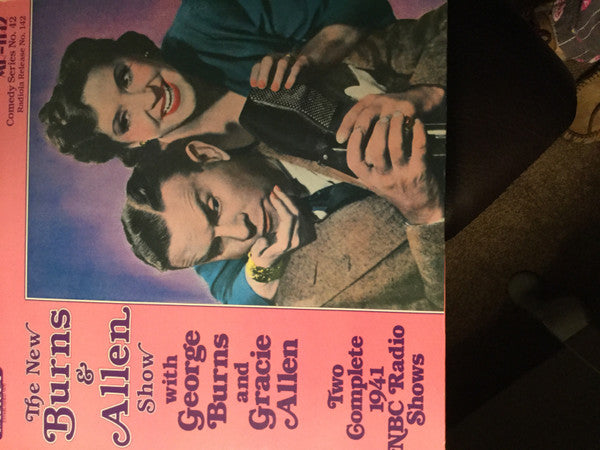 Comedy Series No. 42
Radiola Release No. 142
The New
Burns
&
Allen
Show
with
George
Burns
and
Gracie
Allen
Two
Complete
1941
NBC Radio
Shows